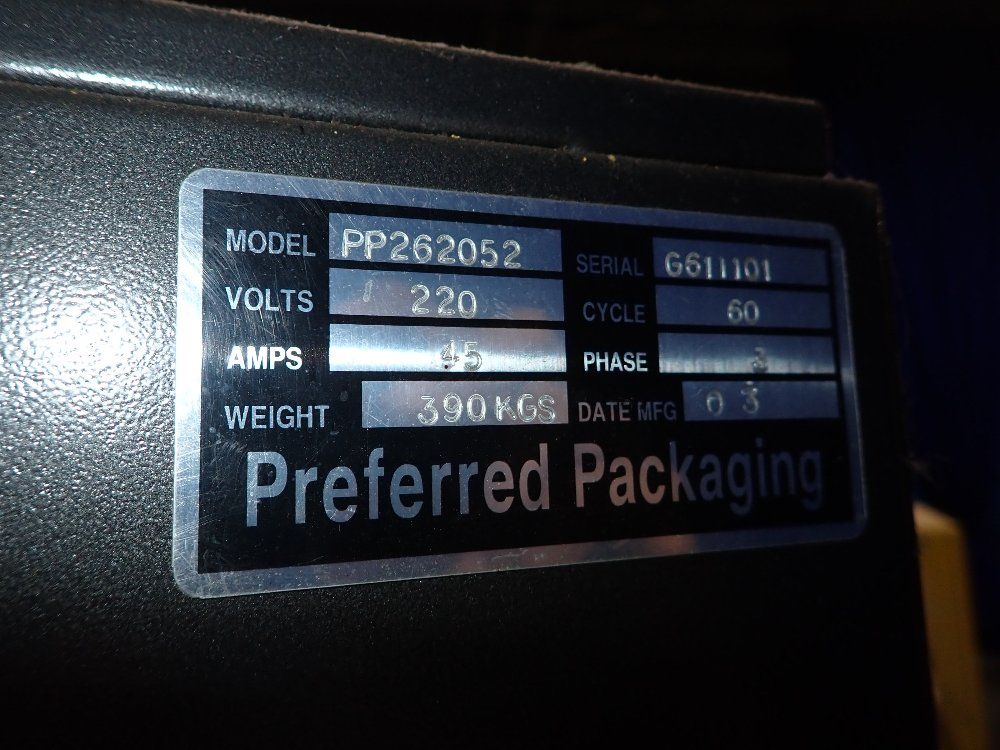 MODEL PP262052 SERIAL G611101
VOLTS 220 CYCLE 60
AMPS 45 PHASE 3
WEIGHT 390KGS DATE MFG 03
Preferred Packaging